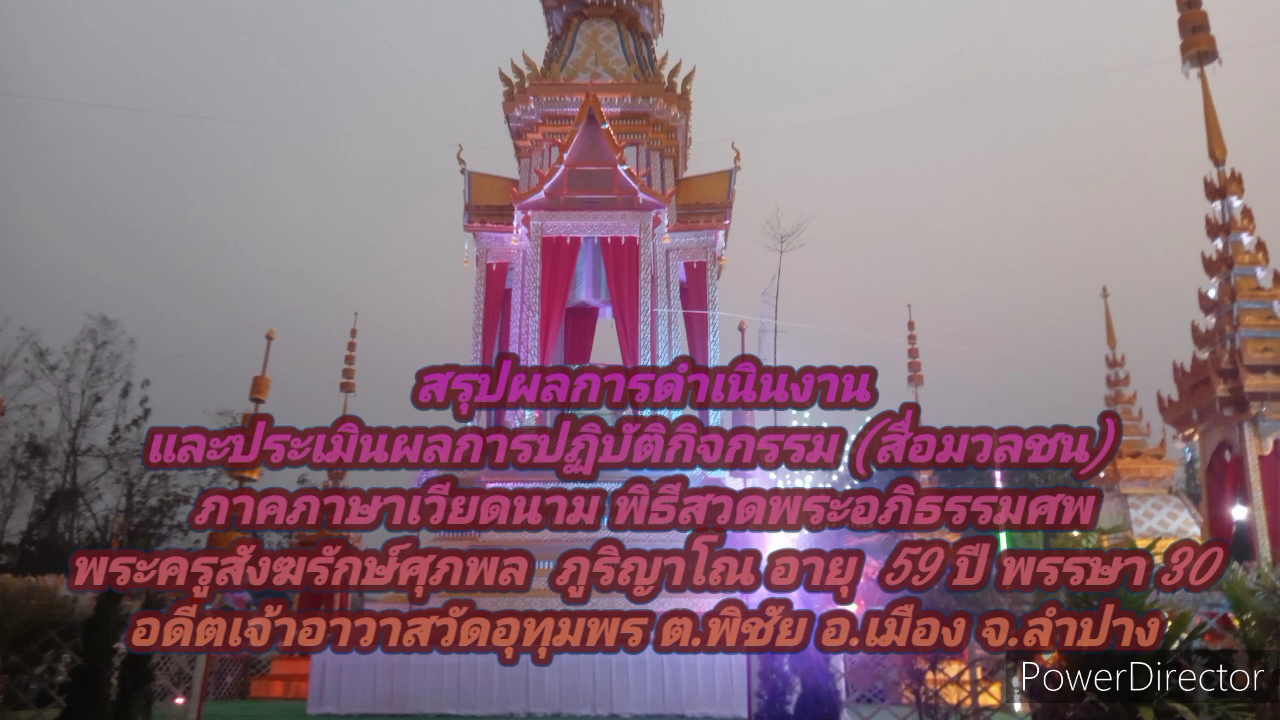 สรุปผลการดำเนินงาน
และประเมินผลการปฏิบัติกิจกรรม (สื่อมวลชน)
ภาคภาษาเวียดนาม พิธีสวดพระอภิธรรมศพ
พระครูสังฆรักษ์ศุภพล ภูริญาโณ อายุ 59 ปี พรรษา 30
อดีตเจ้าอาวาสวัดอุทุมพร ต.พิชัย อ.เมือง จ.ลำปาง
PowerDirector